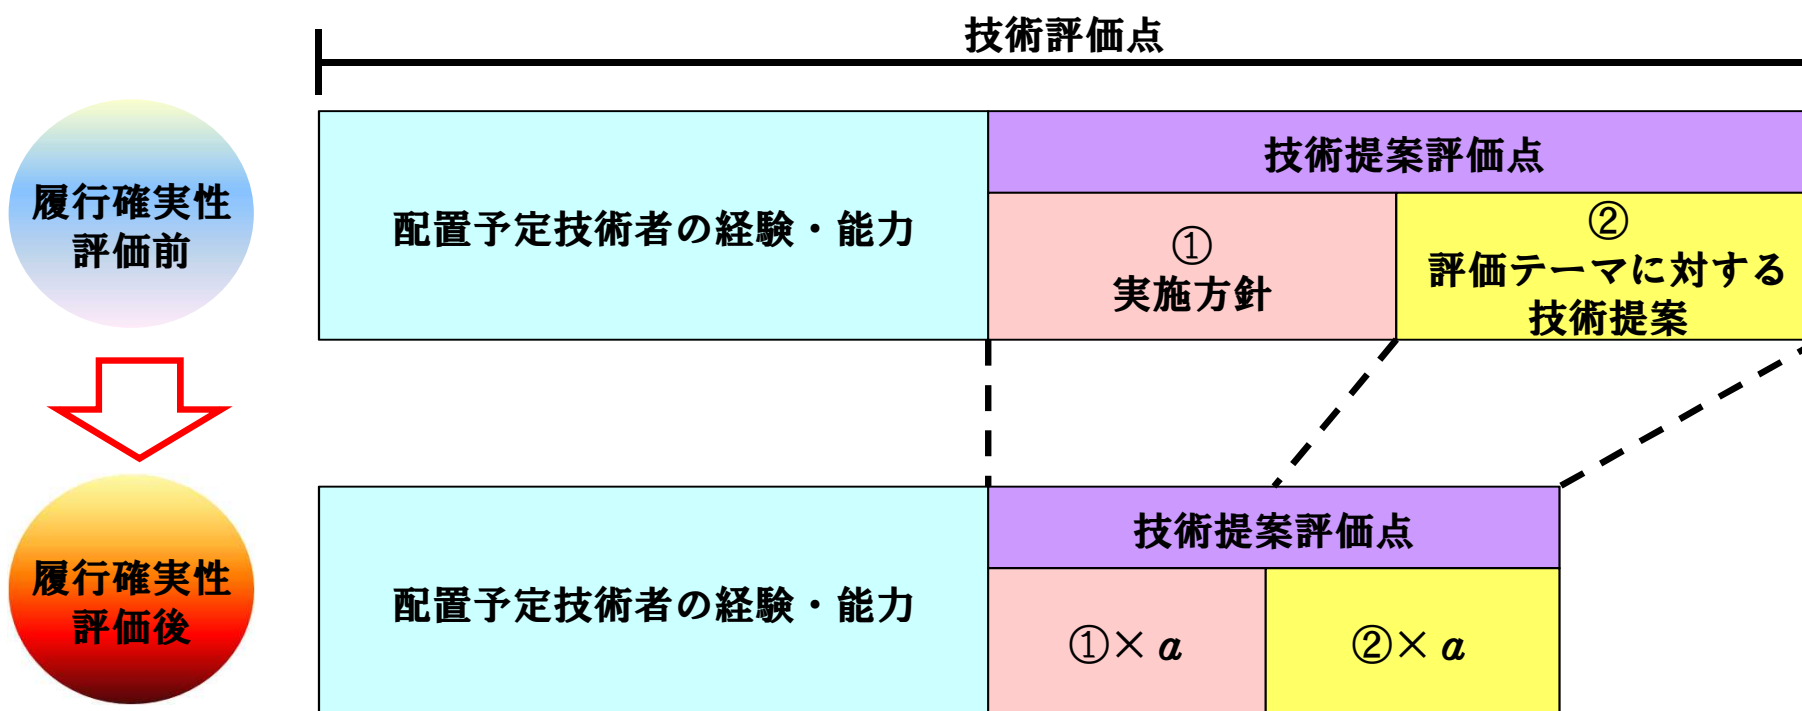 技術評価点
履行確実性
評価前
配置予定技術者の経験・能力
技術提案評価点
①
実施方針
②
評価テーマに対する
技術提案
履行確実性
評価後
配置予定技術者の経験・能力
技術提案評価点
①×a
②×a